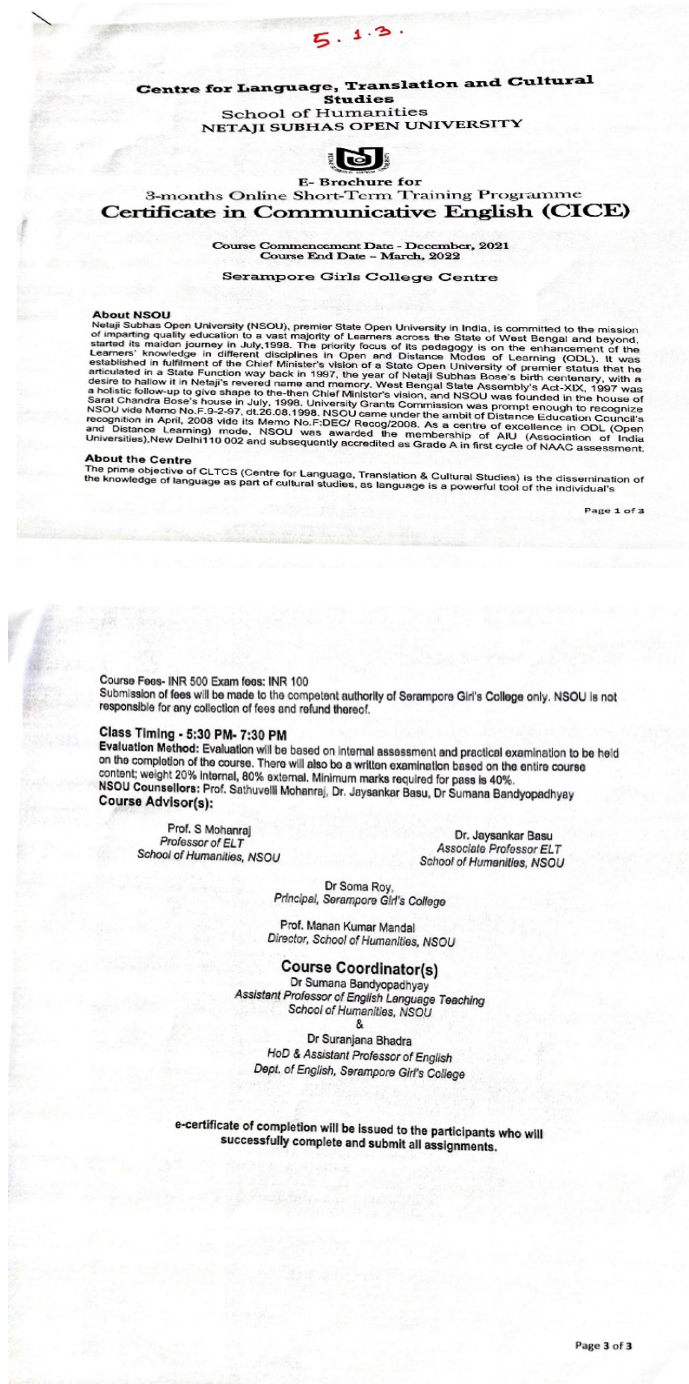 5.1.3.
Centre for Language, Translation and Cultural
Studies
School of Humanities
NETAJI SUBHAS OPEN UNIVERSITY
E- Brochure for
3-months Online Short-Term Training Programme
Certificate in Communicative English (CICE)
Course Commencement Date - December, 2021
Course End Date – March, 2022
Serampore Girls College Centre
About NSOU
Netaji Subhas Open University (NSOU), premier State Open University in India, is committed to the mission
of imparting quality education to a vast majority of Learners across the State of West Bengal and beyond,
started its maiden journey in July,1998. The priority focus of its pedagogy is on the enhancement of the
Learners' knowledge in different disciplines in Open and Distance Modes of Learning (ODL). It was
established in fulfilment of the Chief Minister's vision of a State Open University of premier status that he
articulated in a State Function way back in 1997, the year of Netaji Subhas Bose's birth centenary, with a
desire to hallow it in Netaji's revered name and memory. West Bengal State Assembly's Act-XIX, 1997 was
a holistic follow-up to give shape to the-then Chief Minister's vision, and NSOU was founded in the house of
Sarat Chandra Bose's house in July, 1998. University Grants Commission was prompt enough to recognize
NSOU vide Memo No.F.9-2-97, dt.26.08.1998. NSOU came under the ambit of Distance Education Council's
recognition in April, 2008 vide its Memo No.F:DEC/ Recog/2008. As a centre of excellence in ODL (Open
and Distance Learning) mode, NSOU was awarded the membership of AIU (Association of India
Universities),New Delhi110 002 and subsequently accredited as Grade A in first cycle of NAAC assessment.
About the Centre
The prime objective of CLTCS (Centre for Language, Translation & Cultural Studies) is the dissemination of
the knowledge of language as part of cultural studies, as language is a powerful tool of the individual's
Page 1 of 3
Course Fees- INR 500 Exam fees: INR 100
Submission of fees will be made to the competent authority of Serampore Girl's College only. NSOU is not
responsible for any collection of fees and refund thereof.
Class Timing - 5:30 PM- 7:30 PM
Evaluation Method: Evaluation will be based on internal assessment and practical examination to be held
on the completion of the course. There will also be a written examination based on the entire course
content; weight 20% internal, 80% external. Minimum marks required for pass is 40%.
NSOU Counsellors: Prof. Sathuvelli Mohanraj, Dr. Jaysankar Basu, Dr Sumana Bandyopadhyay
Course Advisor(s):
Prof. S Mohanraj
Professor of ELT
School of Humanities, NSOU
Dr. Jaysankar Basu
Associate Professor ELT
School of Humanities, NSOU
Dr Soma Roy,
Principal, Serampore Girl's College
Prof. Manan Kumar Mandal
Director, School of Humanities, NSOU
Course Coordinator(s)
Dr Sumana Bandyopadhyay
Assistant Professor of English Language Teaching
School of Humanities, NSOU
&
Dr Suranjana Bhadra
HoD & Assistant Professor of English
Dept. of English, Serampore Girl's College
e-certificate of completion will be issued to the participants who will
successfully complete and submit all assignments.
Page 3 of 3